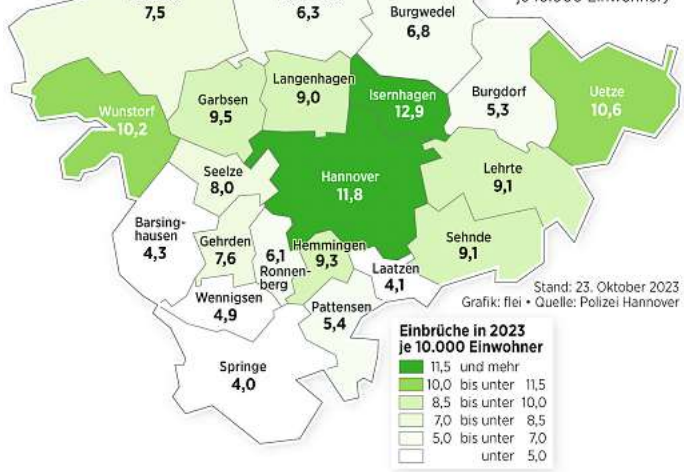 7,5
6,3
Burgwedel
6,8
Langenhagen
9,0
Isernhagen
12,9
Burgdorf
5,3
Uetze
10,6
Wunstorf
10,2
Garbsen
9,5
Seelze
8,0
Hannover
11,8
Lehrte
9,1
Barsing-
hausen
4,3
Gehrden
7,6
6,1
Ronnen-
berg
Hemmingen
9,3
Laatzen
4,1
Sehnde
9,1
Wennigsen
4,9
Pattensen
5,4
Springe
4,0
Stand: 23. Oktober 2023
Grafik: flei • Quelle: Polizei Hannover
Einbrüche in 2023
je 10.000 Einwohner
11,5 und mehr
10,0 bis unter 11,5
8,5 bis unter 10,0
7,0 bis unter 8,5
5,0 bis unter 7,0
unter 5,0